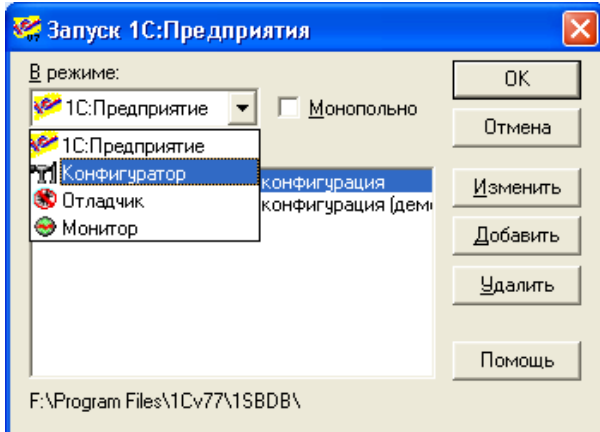 Запуск 1С:Предприятия
В режиме:
1С:Предприятие
Монопольно
1С:Предприятие
Конфигуратор
Отладчик
Монитор
конфигурация
конфигурация (дем
OK
Отмена
Изменить
Добавить
Удалить
Помощь
F:\Program Files\1Cv77\1SBDB\